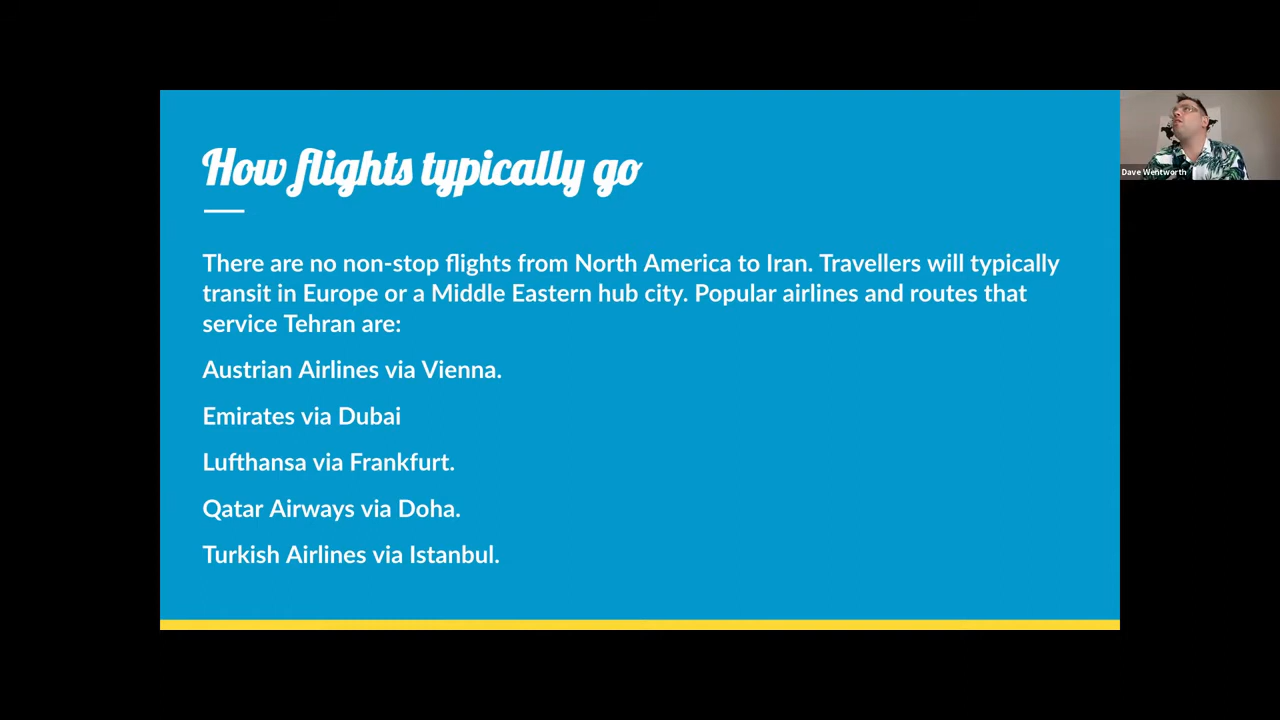 How flights typically go
There are no non-stop flights from North America to Iran. Travellers will typically
transit in Europe or a Middle Eastern hub city. Popular airlines and routes that
service Tehran are:
Austrian Airlines via Vienna.
Emirates via Dubai
Lufthansa via Frankfurt.
Qatar Airways via Doha.
Turkish Airlines via Istanbul.
Dave Wentworth